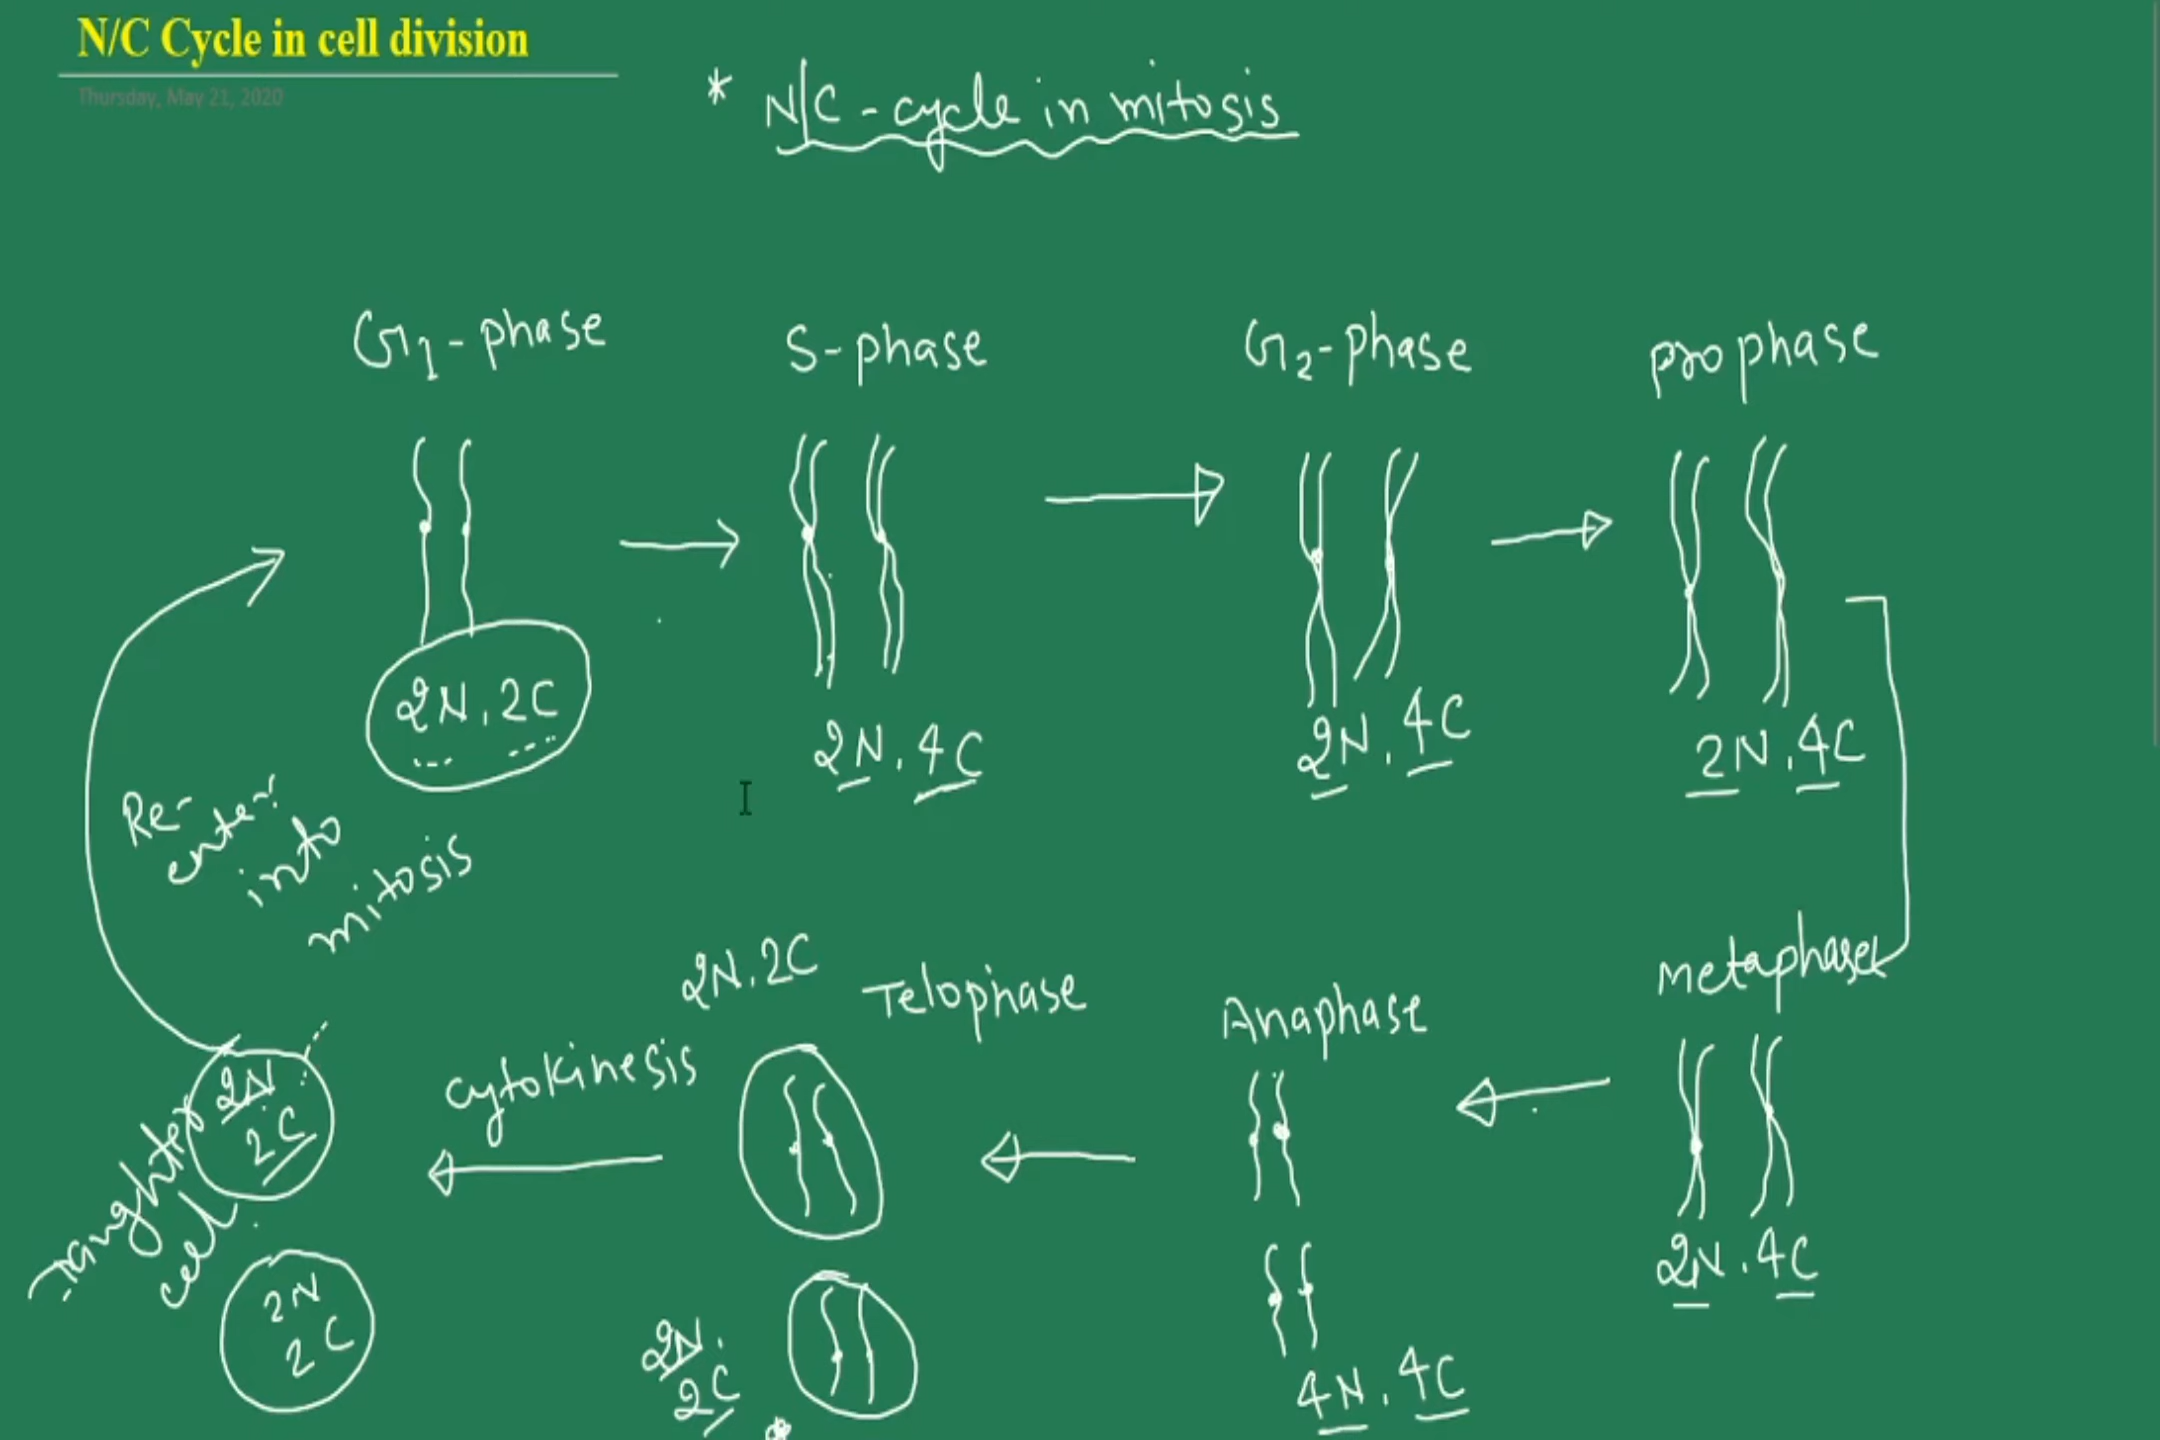 N/C Cycle in cell division
Thursday, May 21, 2020
* N/C - cycle in mitosis
G1 - phase
S - phase
G2 - phase
prophase
2N, 2C
2N, 4C
2N, 4C
2N, 4C
Re-
enter
into
mitosis
2N, 2C
Telophase
Anaphase
Metaphase
cytokinesis
2N
2C
daughter
cell
2N
2C
2N,
2C
4N, 4C
2N, 4C